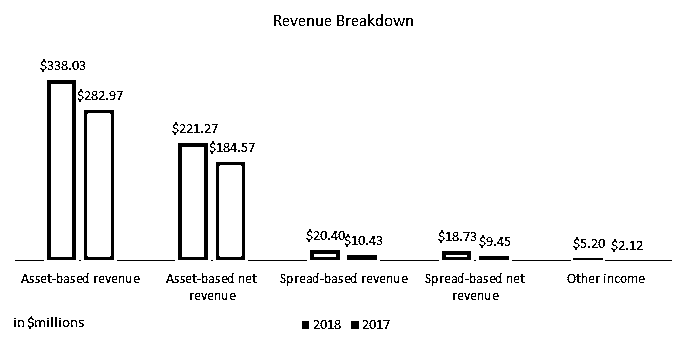 Revenue Breakdown
$338.03
$282.97
$221.27
$184.57
$20.40
$10.43
$18.73
$9.45
$5.20
$2.12
Asset-based revenue
Asset-based net
revenue
Spread-based revenue
Spread-based net
revenue
Other income
in $millions
2018
2017